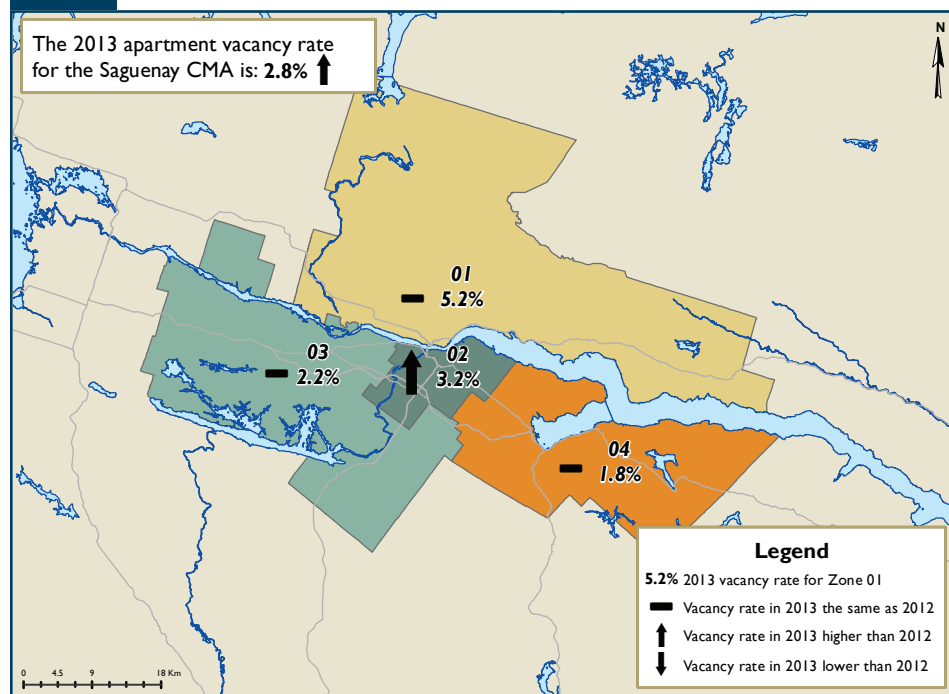 The 2013 apartment vacancy rate
for the Saguenay CMA is: 2.8%
N
01
5.2%
03
2.2%
02
3.2%
04
1.8%
Legend
5.2% 2013 vacancy rate for Zone 01
Vacancy rate in 2013 the same as 2012
Vacancy rate in 2013 higher than 2012
Vacancy rate in 2013 lower than 2012
0 4.5 9 18 Km